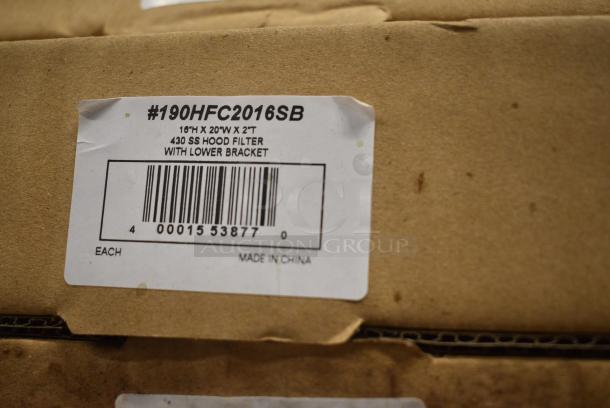 #190HFC2016SB
16"H X 20"W X 2"T
430 SS HOOD FILTER
WITH LOWER BRACKET
4 00015 53877 0
EACH
MADE IN CHINA
PCI
AUCTION GROUP